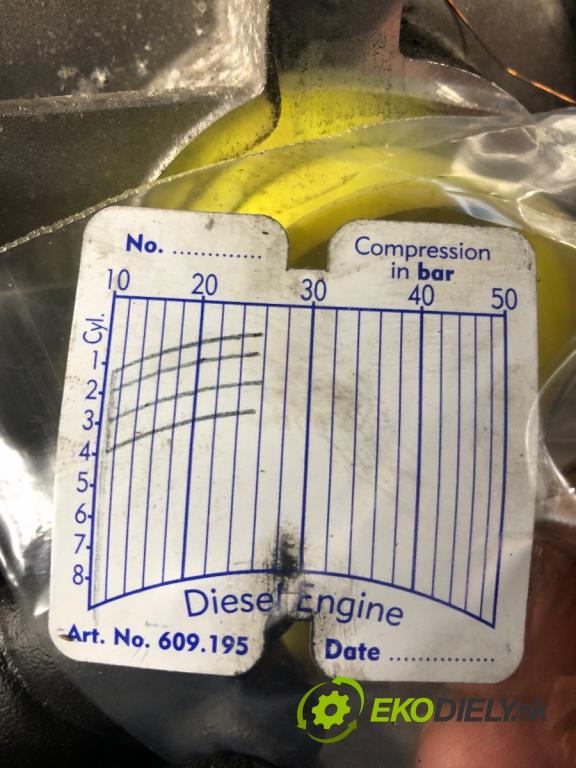 No. .............
Compression
in bar
10 20 30 40 50
Cyl.
1
2
3
4
5
6
7
8
Diesel Engine
Art. No. 609.195
Date ................
EKODIELY.sk